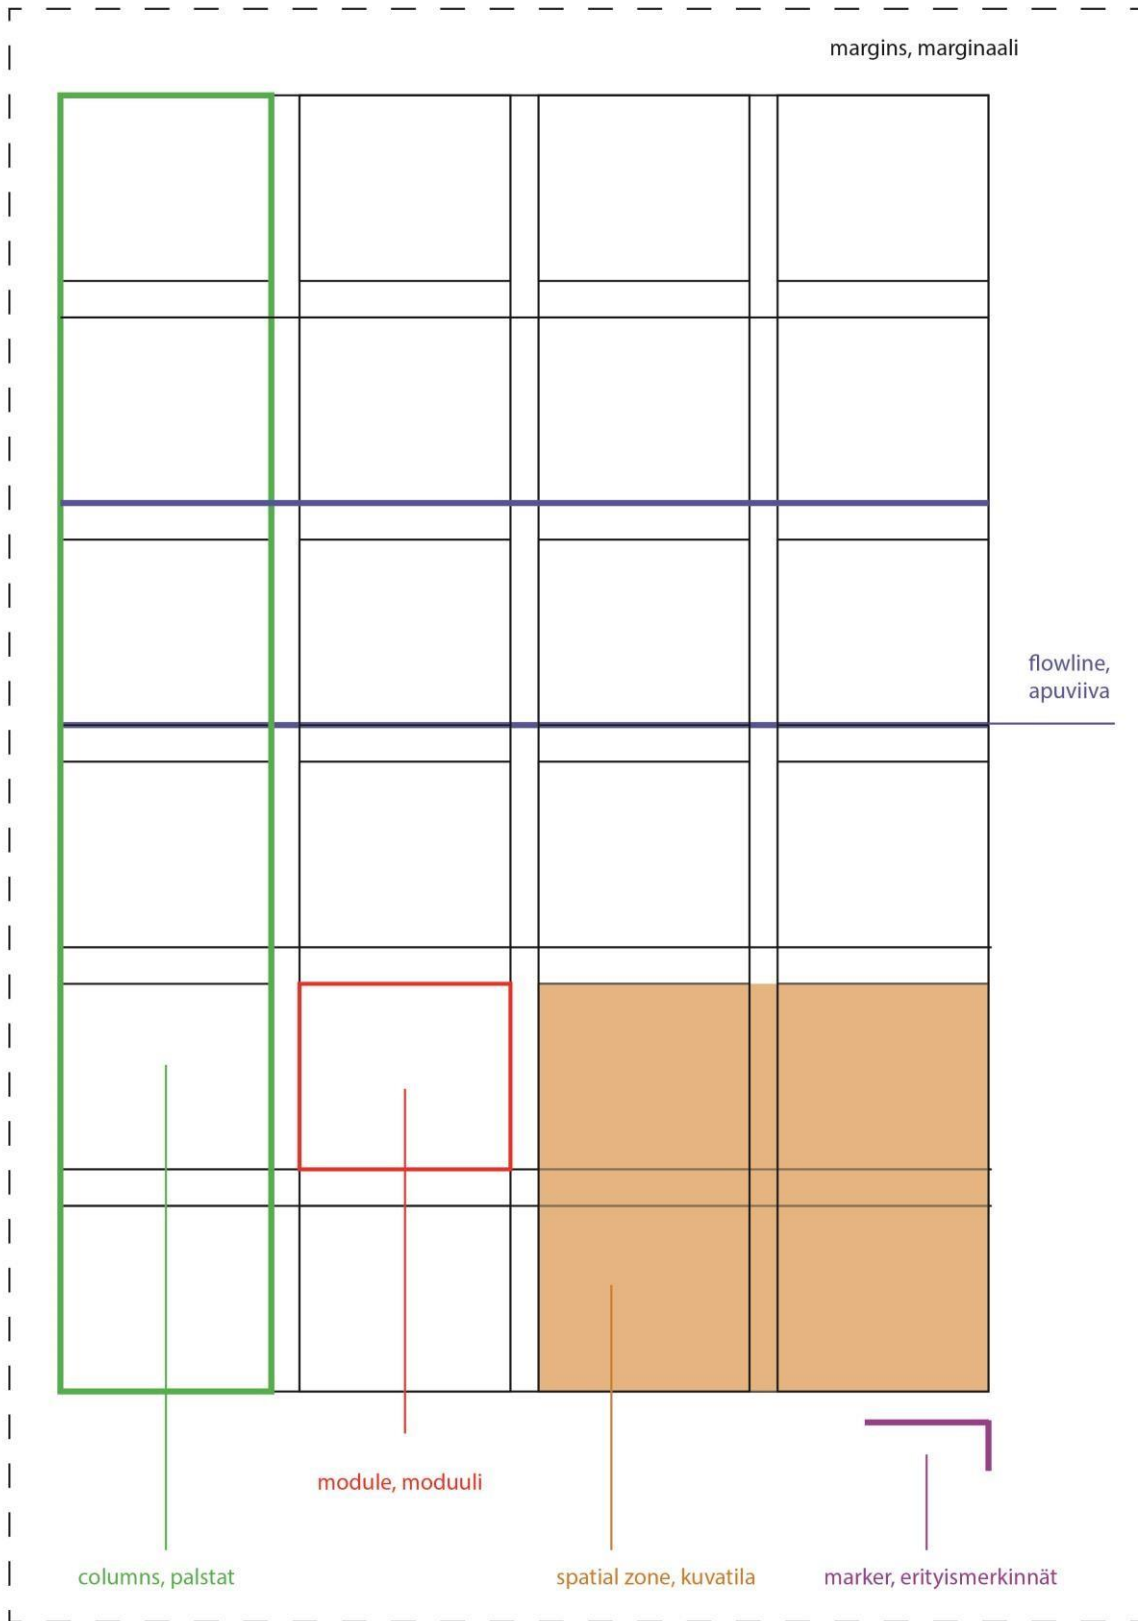 margins, marginaali
flowline,
apuviiva
module, moduuli
columns, palstat
spatial zone, kuvatila
marker, erityismerkinnät